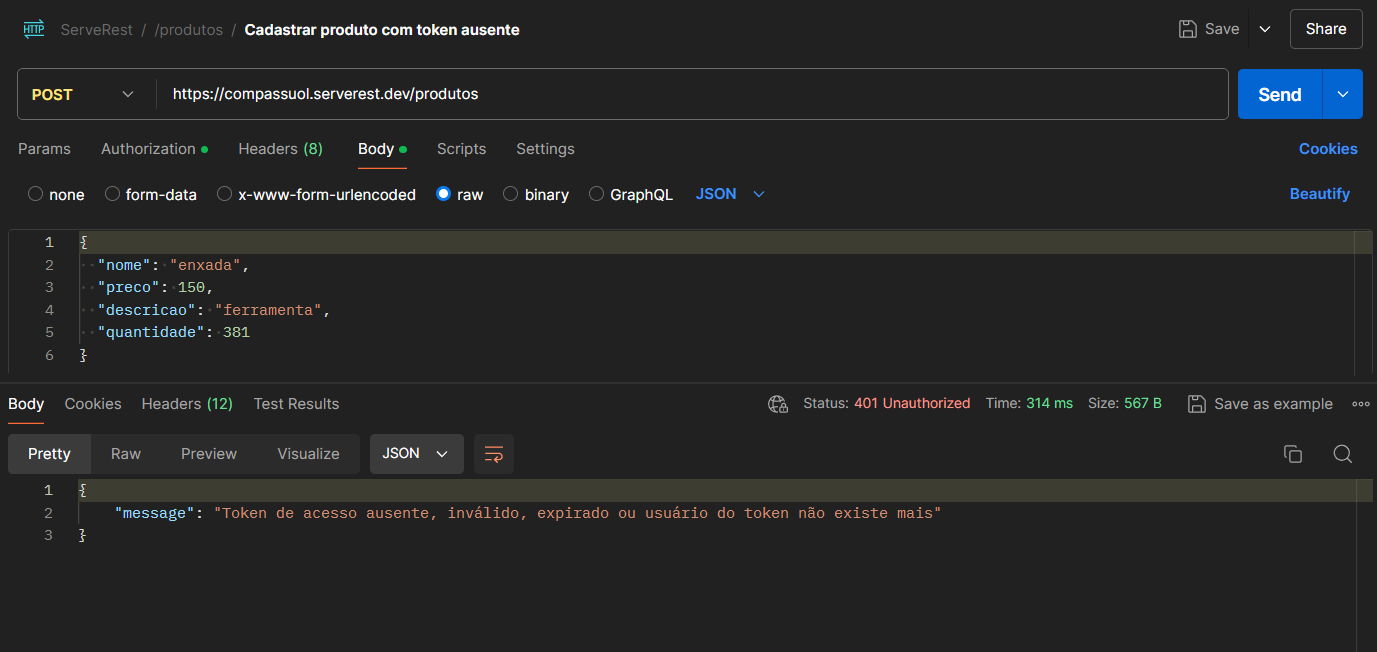 HTTP ServeRest / /produtos / Cadastrar produto com token ausente Save Share
POST https://compassuol.serverest.dev/produtos Send
Params Authorization Headers (8) Body Scripts Settings Cookies
none form-data x-www-form-urlencoded raw binary GraphQL JSON Beautify
1 {
2 "nome": "enxada",
3 "preco": 150,
4 "descricao": "ferramenta",
5 "quantidade": 381
6 }
Body Cookies Headers (12) Test Results Status: 401 Unauthorized Time: 314 ms Size: 567 B Save as example
Pretty Raw Preview Visualize JSON
1 {
2 "message": "Token de acesso ausente, inválido, expirado ou usuário do token não existe mais"
3 }